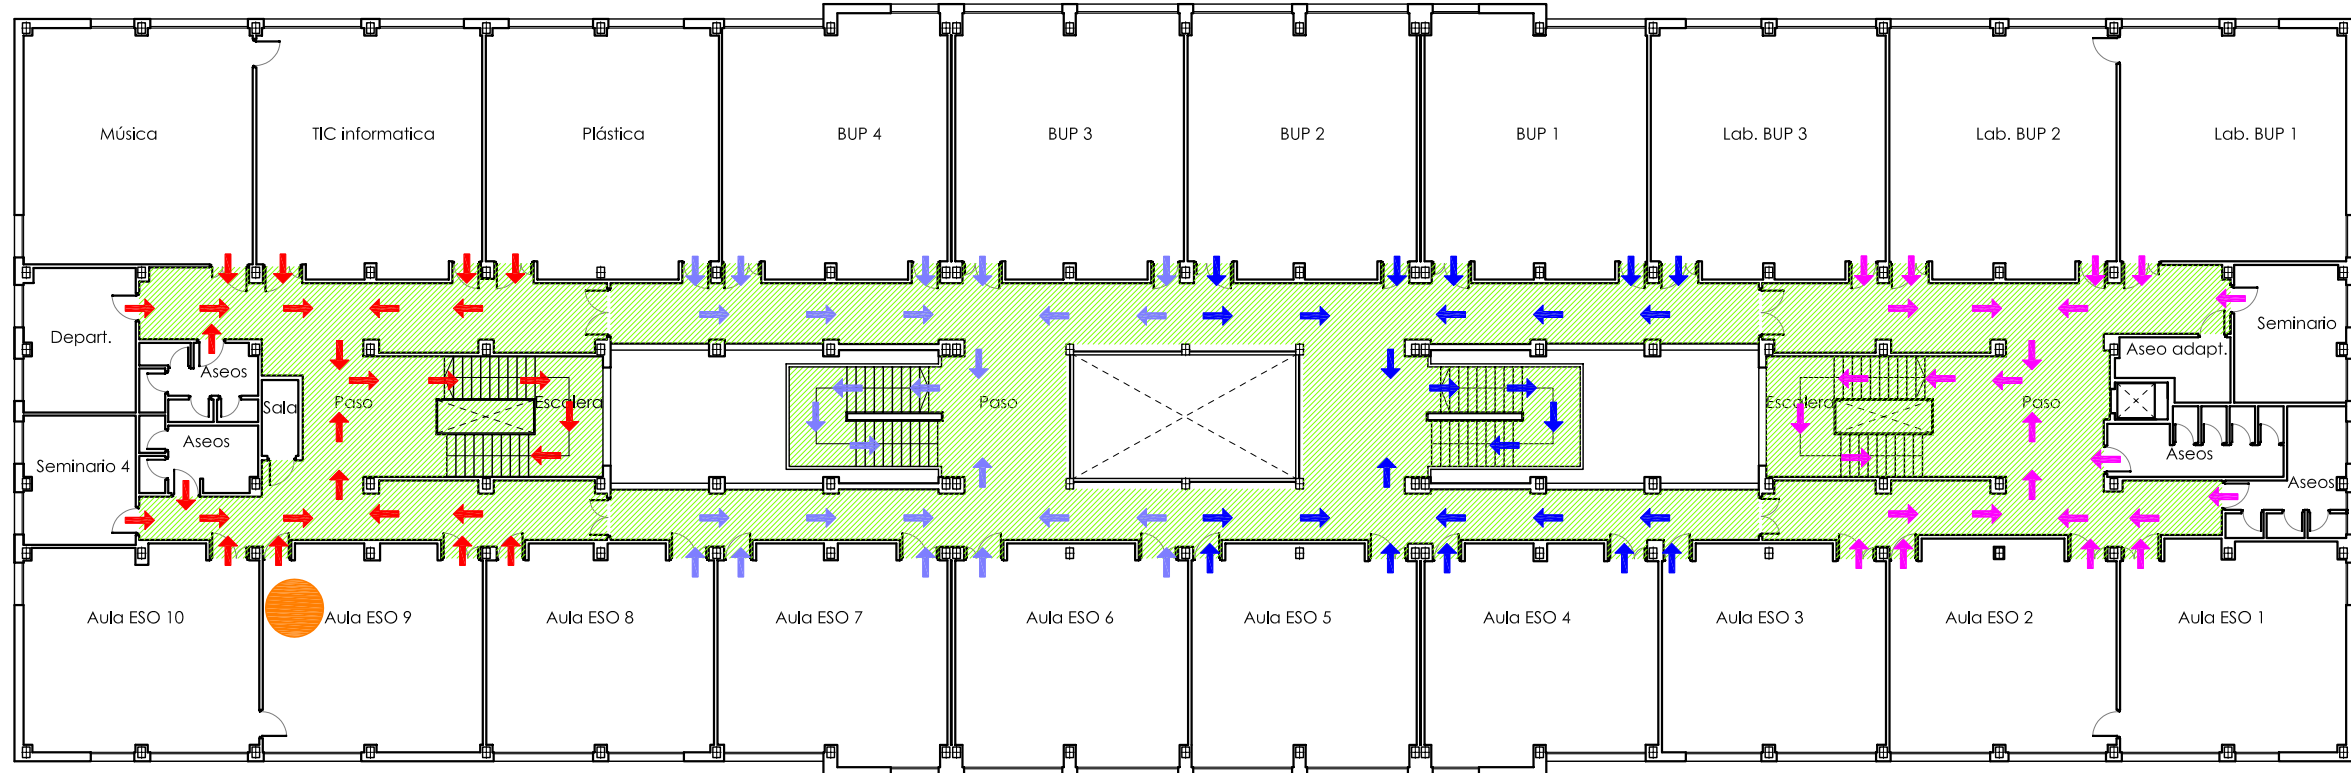 Música
TIC informatica
Plástica
BUP 4
BUP 3
BUP 2
BUP 1
Lab. BUP 3
Lab. BUP 2
Lab. BUP 1
Depart.
Seminario
Aseos
Aseo adapt.
Sala
Paso
Escalera
Paso
Escalera
Paso
Aseos
Seminario 4
Aseos
Aseos
Aula ESO 10
Aula ESO 9
Aula ESO 8
Aula ESO 7
Aula ESO 6
Aula ESO 5
Aula ESO 4
Aula ESO 3
Aula ESO 2
Aula ESO 1